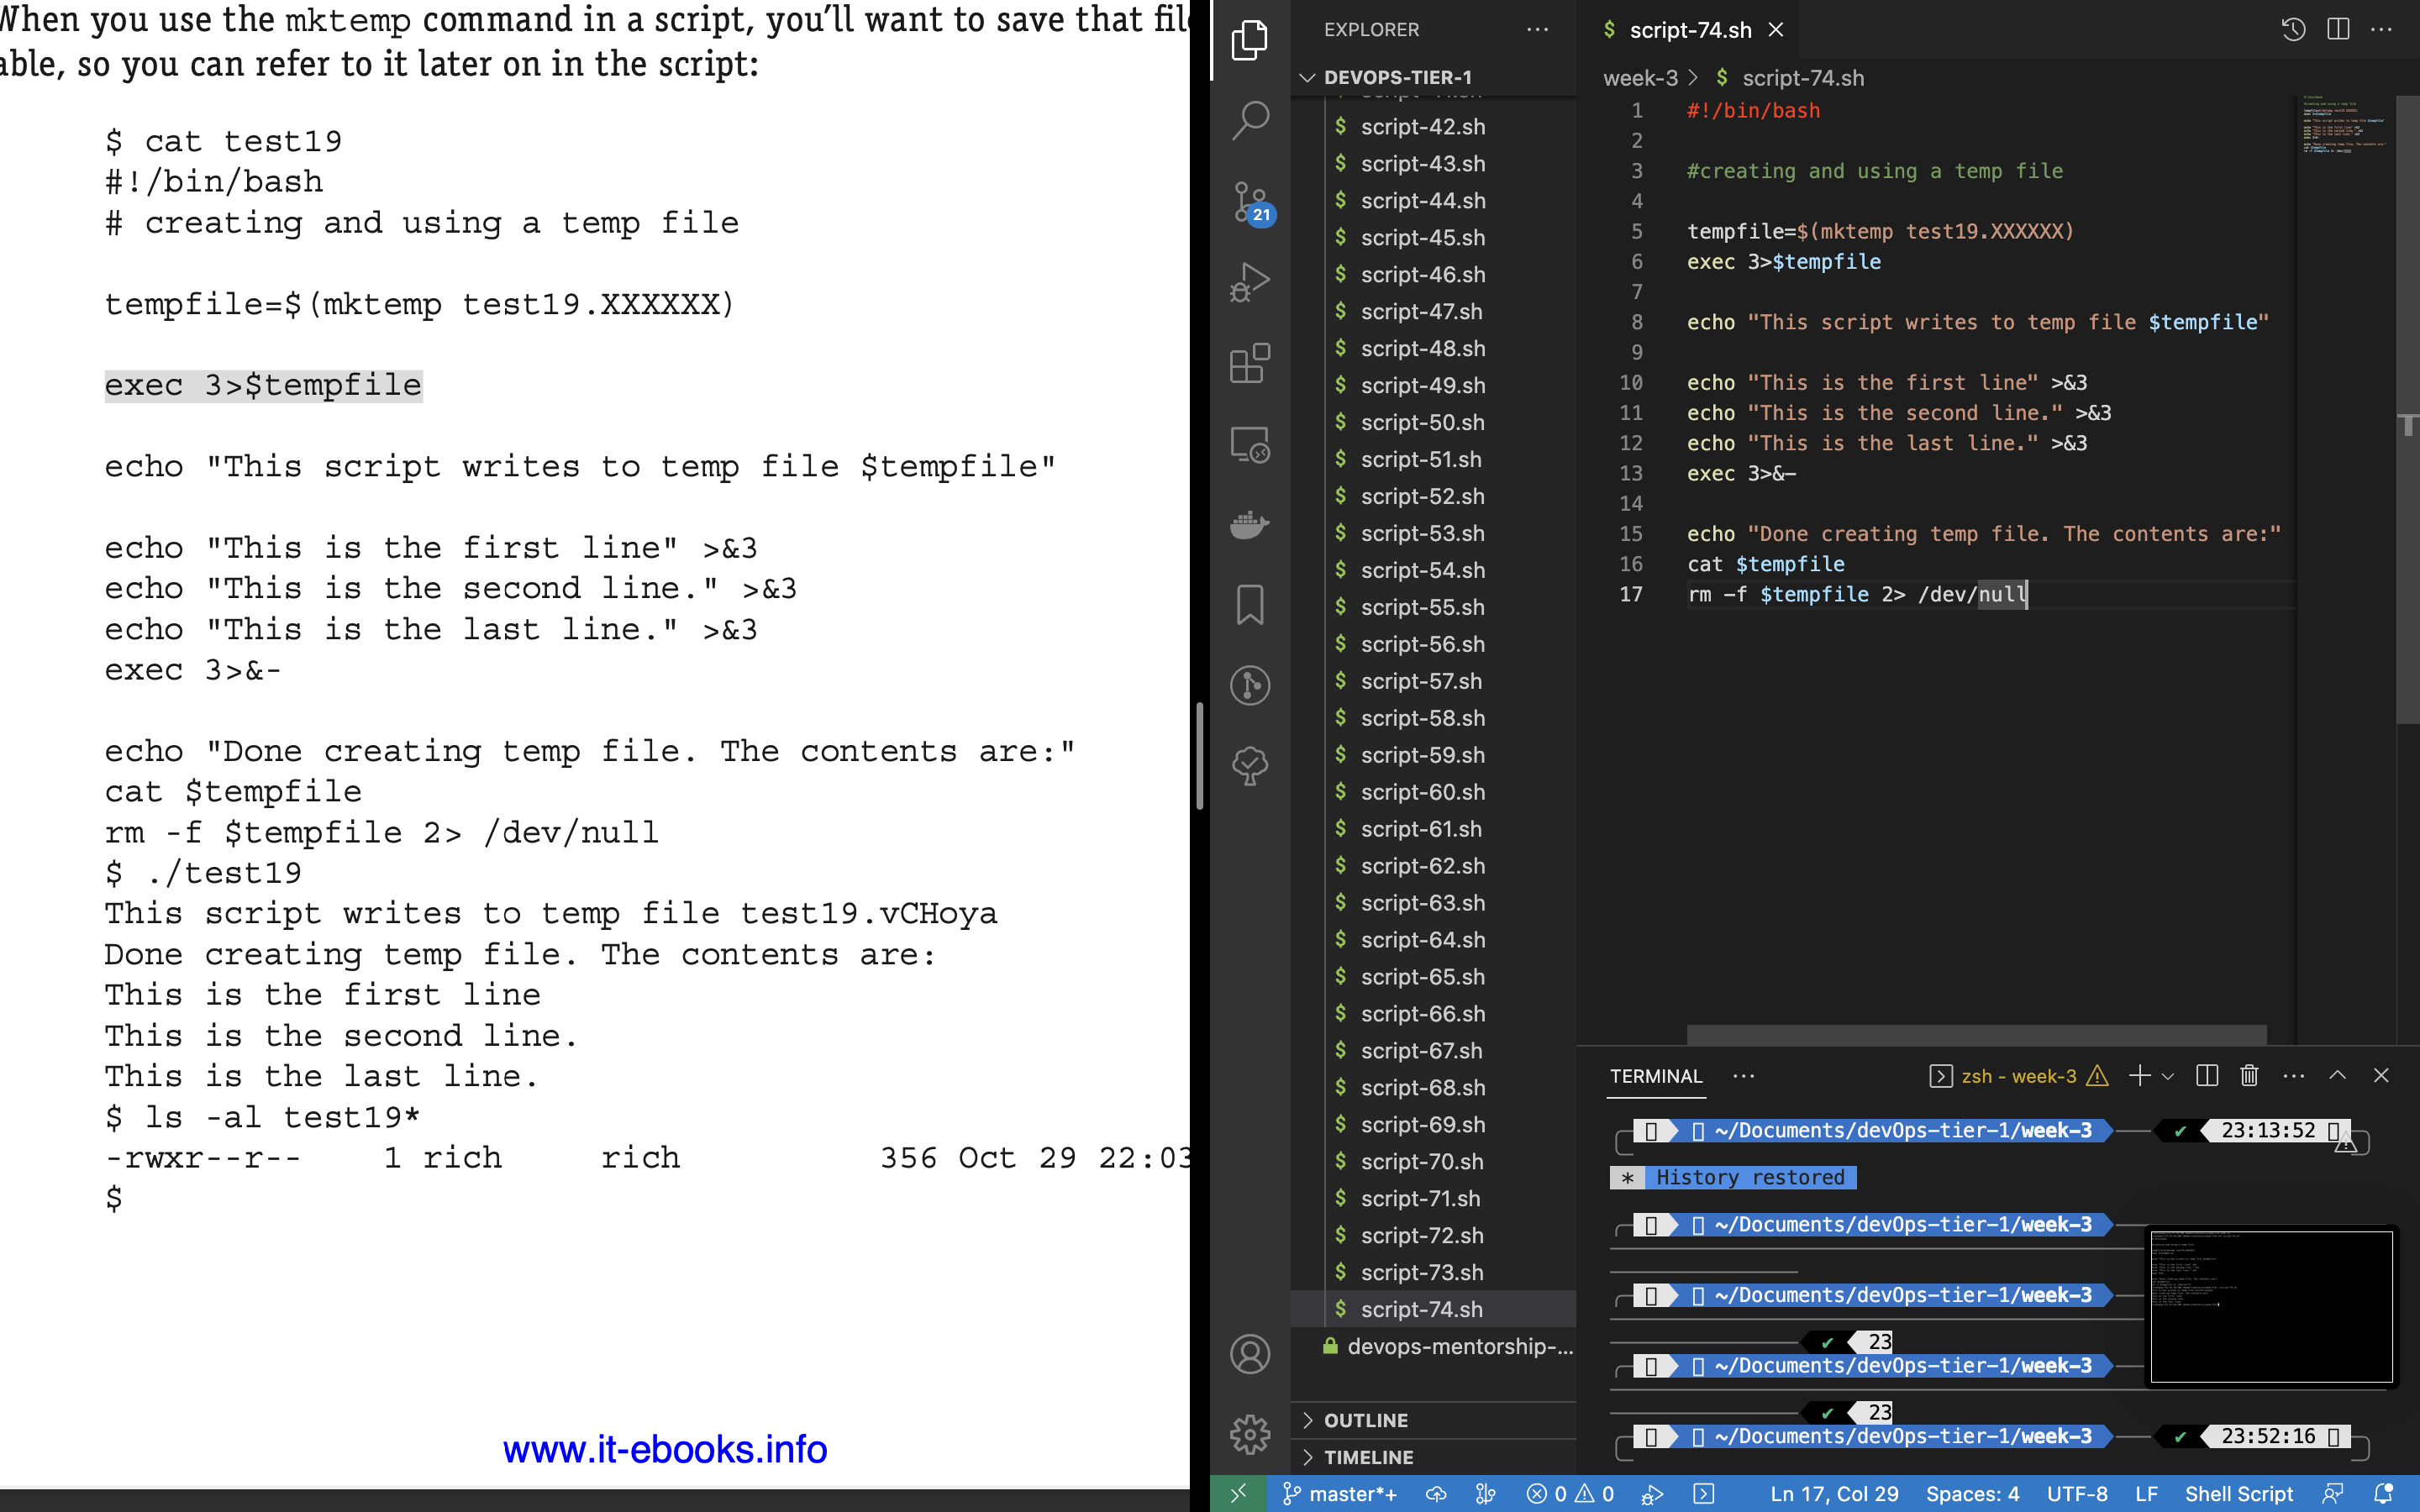 When you use the mktemp command in a script, you'll want to save that fil
able, so you can refer to it later on in the script:
$ cat test19
#!/bin/bash
# creating and using a temp file
tempfile=$(mktemp test19.XXXXXX)
exec 3>$tempfile
echo "This script writes to temp file $tempfile"
echo "This is the first line" >&3
echo "This is the second line." >&3
echo "This is the last line." >&3
exec 3>&-
echo "Done creating temp file. The contents are:"
cat $tempfile
rm -f $tempfile 2> /dev/null
$ ./test19
This script writes to temp file test19.vCHoya
Done creating temp file. The contents are:
This is the first line
This is the second line.
This is the last line.
$ ls -al test19*
-rwxr--r-- 1 rich rich 356 Oct 29 22:03
$
www.it-ebooks.info
21
EXPLORER
DEVOPS-TIER-1
$ script-42.sh
$ script-43.sh
$ script-44.sh
$ script-45.sh
$ script-46.sh
$ script-47.sh
$ script-48.sh
$ script-49.sh
$ script-50.sh
$ script-51.sh
$ script-52.sh
$ script-53.sh
$ script-54.sh
$ script-55.sh
$ script-56.sh
$ script-57.sh
$ script-58.sh
$ script-59.sh
$ script-60.sh
$ script-61.sh
$ script-62.sh
$ script-63.sh
$ script-64.sh
$ script-65.sh
$ script-66.sh
$ script-67.sh
$ script-68.sh
$ script-69.sh
$ script-70.sh
$ script-71.sh
$ script-72.sh
$ script-73.sh
$ script-74.sh
devops-mentorship-...
OUTLINE
TIMELINE
$ script-74.sh
week-3 > $ script-74.sh
1 #!/bin/bash
2
3 #creating and using a temp file
4
5 tempfile=$(mktemp test19.XXXXXX)
6 exec 3>$tempfile
7
8 echo "This script writes to temp file $tempfile"
9
10 echo "This is the first line" >&3
11 echo "This is the second line." >&3
12 echo "This is the last line." >&3
13 exec 3>&-
14
15 echo "Done creating temp file. The contents are:"
16 cat $tempfile
17 rm -f $tempfile 2> /dev/null
TERMINAL
zsh - week-3
~/Documents/devOps-tier-1/week-3 ✔ 23:13:52
* History restored
~/Documents/devOps-tier-1/week-3
~/Documents/devOps-tier-1/week-3
✔ 23
~/Documents/devOps-tier-1/week-3
✔ 23
~/Documents/devOps-tier-1/week-3 ✔ 23:52:16
master*+ 0 0 Ln 17, Col 29 Spaces: 4 UTF-8 LF Shell Script